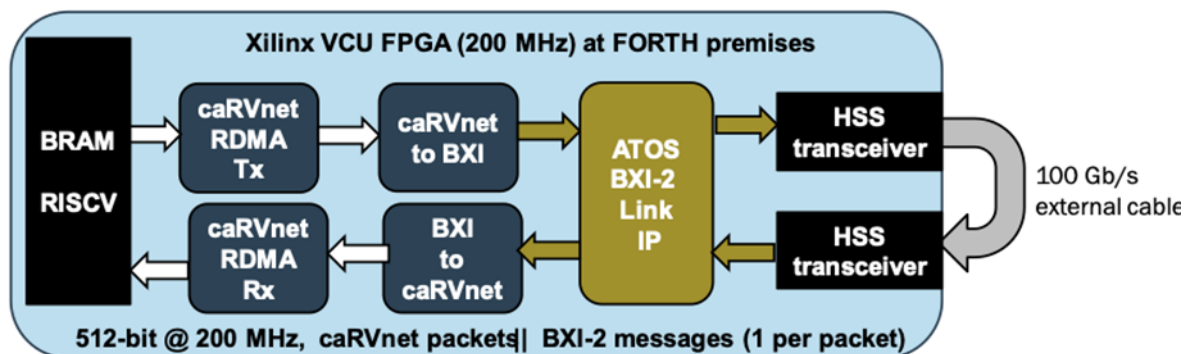 Xilinx VCU FPGA (200 MHz) at FORTH premises
BRAM
RISCV
caRVnet
RDMA
Tx
caRVnet
to BXI
ATOS
BXI-2
Link
IP
HSS
transceiver
100 Gb/s
external cable
caRVnet
RDMA
Rx
BXI
to
caRVnet
HSS
transceiver
512-bit @ 200 MHz, caRVnet packets|| BXI-2 messages (1 per packet)